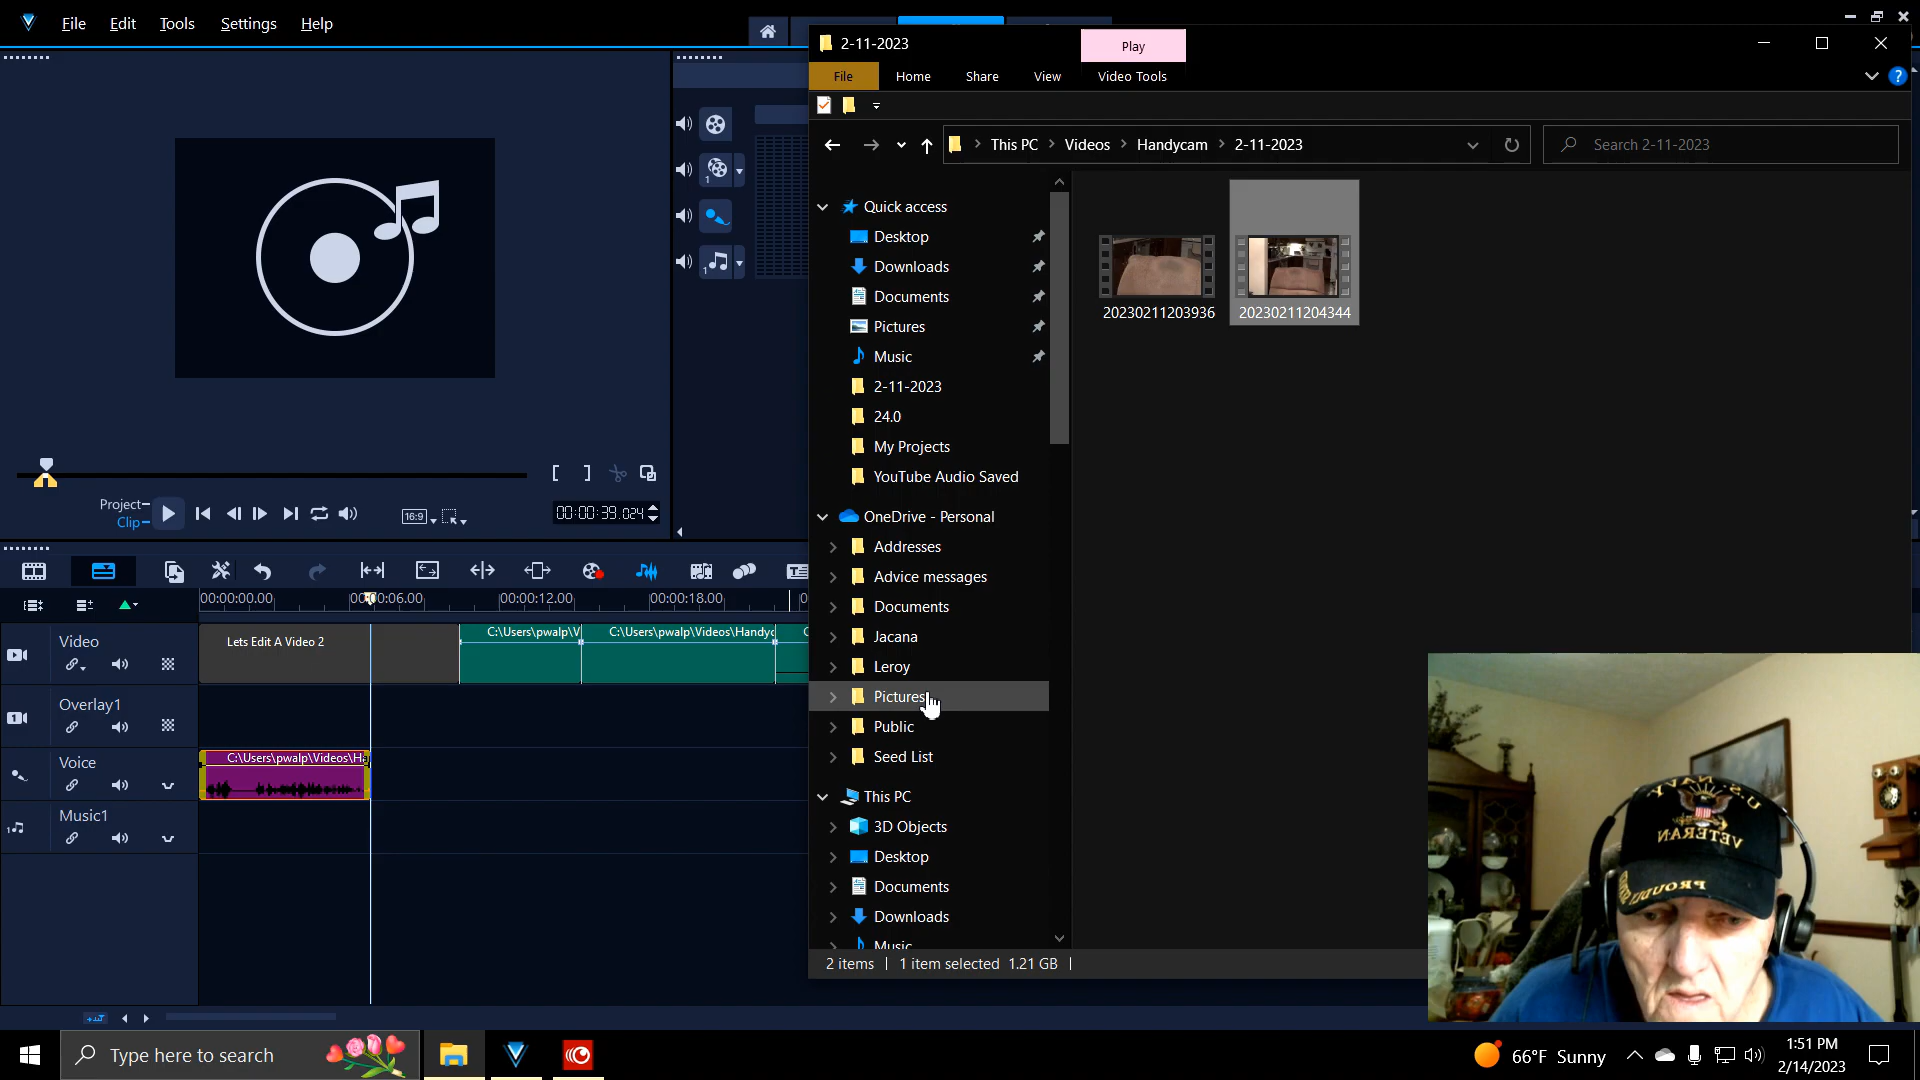 File Edit Tools Settings Help
2-11-2023
Play
File Home Share View Video Tools
This PC Videos Handycam 2-11-2023
Search 2-11-2023
Quick access
Desktop
Downloads
Documents
Pictures
Music
2-11-2023
24.0
My Projects
YouTube Audio Saved
OneDrive - Personal
Addresses
Advice messages
Documents
Jacana
Leroy
Pictures
Public
Seed List
This PC
3D Objects
Desktop
Documents
Downloads
Music
20230211203936
20230211204344
2 items 1 item selected 1.21 GB
Project
Clip
16:9
00:00:39.024
00:00:00.00 00:00:06.00 00:00:12.00 00:00:18.00
Video
Lets Edit A Video 2
C:\Users\pwalp\V
C:\Users\pwalp\Videos\Handyc
C
Overlay1
Voice
C:\Users\pwalp\Videos\Ha
Music1
U.S. NAVY
VETERAN
PROUDLY
Type here to search
66°F Sunny
1:51 PM
2/14/2023